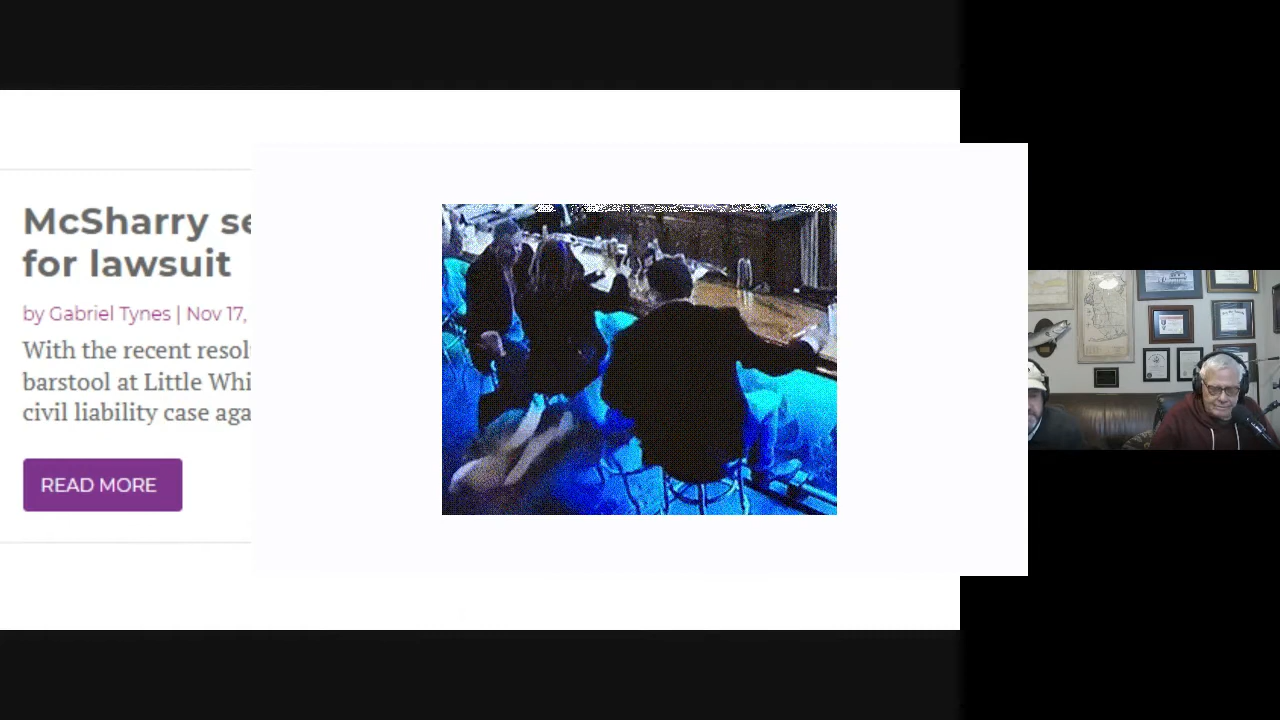 McSharry se
for lawsuit
by Gabriel Tynes | Nov 17,
With the recent resol
barstool at Little Whi
civil liability case aga
READ MORE